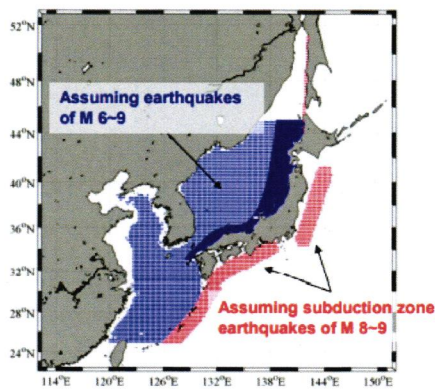 52°N
48°N
Assuming earthquakes
of M 6~9
44°N
40°N
36°N
32°N
28°N
24°N
Assuming subduction zone
earthquakes of M 8~9
114°E
120°E
126°E
132°E
138°E
144°E
150°E